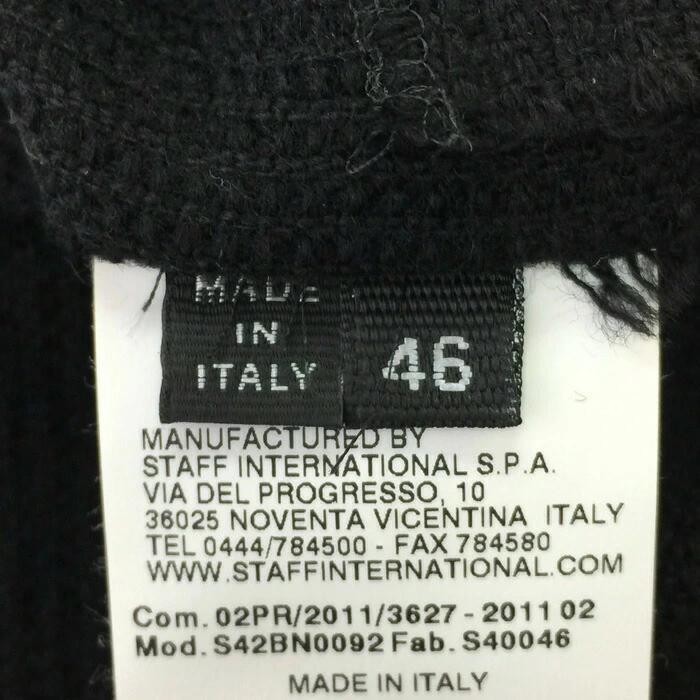 MADE
IN
ITALY
46
MANUFACTURED BY
STAFF INTERNATIONAL S.P.A.
VIA DEL PROGRESSO, 10
36025 NOVENTA VICENTINA ITALY
TEL 0444/784500 - FAX 784580
WWW.STAFFINTERNATIONAL.COM
Com. 02PR/2011/3627 - 2011 02
Mod. S42BN0092 Fab. S40046
MADE IN ITALY